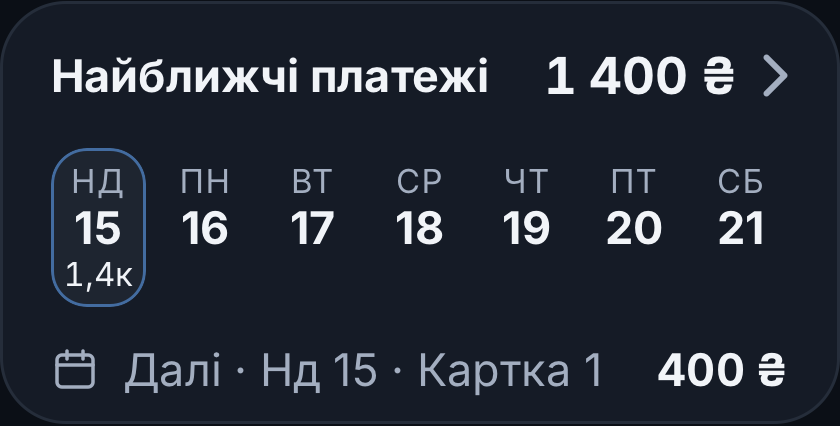 Найближчі платежі 1 400 ₴
НД ПН ВТ СР ЧТ ПТ СБ
15 16 17 18 19 20 21
1,4к
Далі · Нд 15 · Картка 1 400 ₴